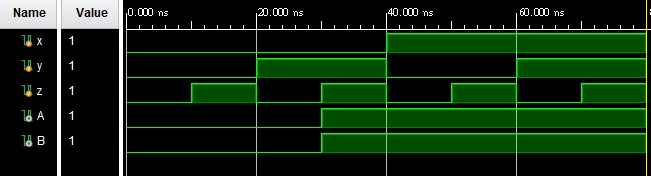 Name Value 0.000 ns 20.000 ns 40.000 ns 60.000 ns
x 1
y 1
z 1
A 1
B 1